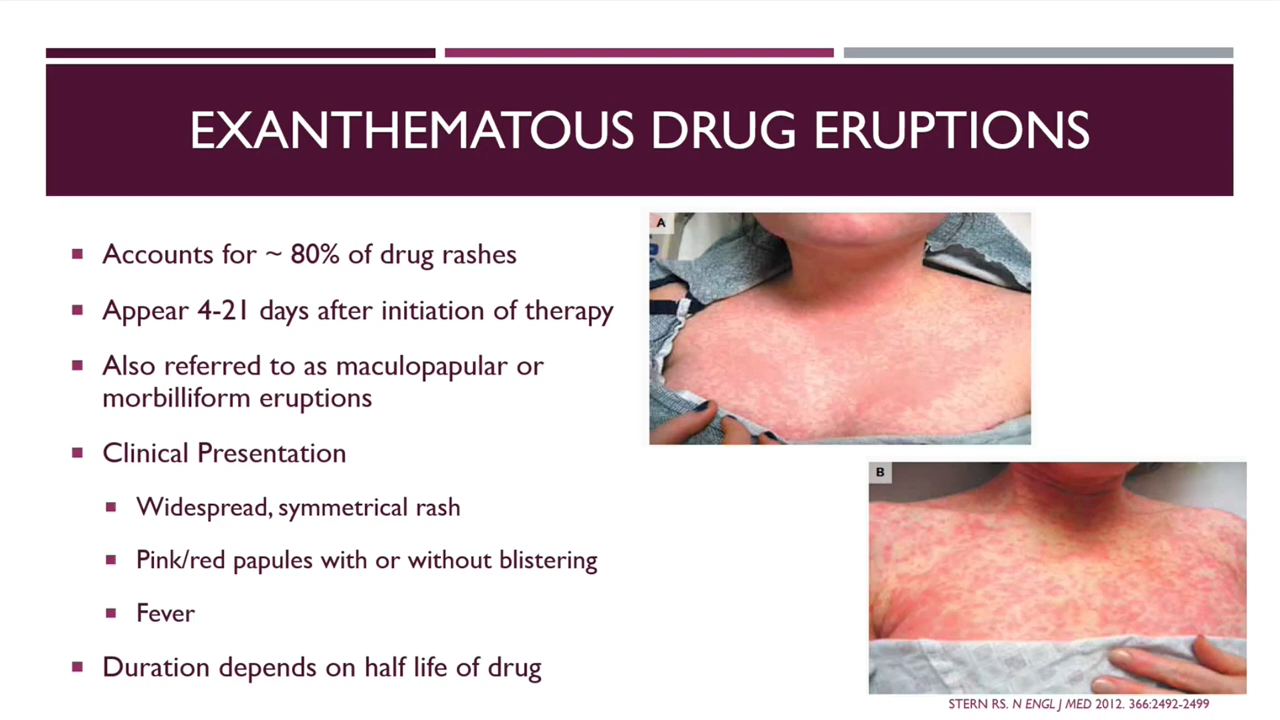 EXANTHEMATOUS DRUG ERUPTIONS
Accounts for ~ 80% of drug rashes
Appear 4-21 days after initiation of therapy
Also referred to as maculopapular or
morbilliform eruptions
Clinical Presentation
Widespread, symmetrical rash
Pink/red papules with or without blistering
Fever
Duration depends on half life of drug
A
B
STERN RS. N ENGL J MED 2012. 366:2492-2499